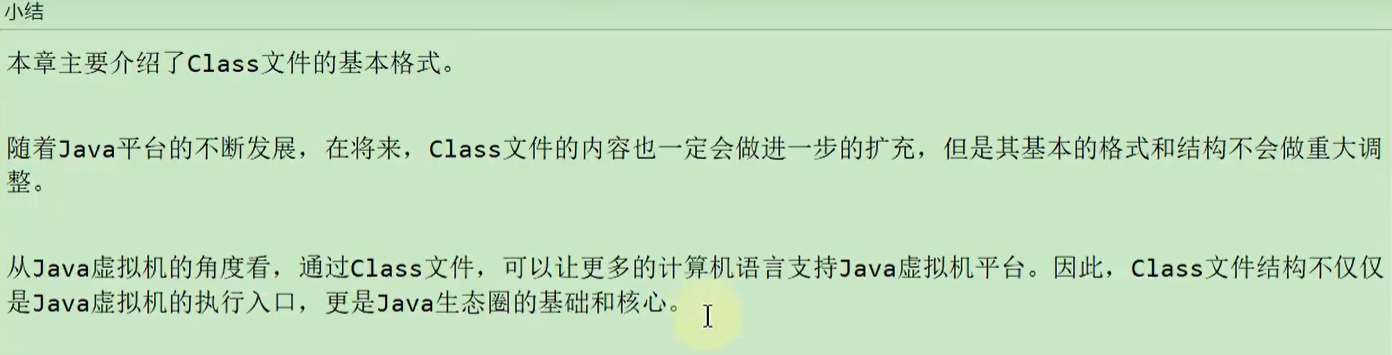 小结
本章主要介绍了Class文件的基本格式。
随着Java平台的不断发展，在将来，Class文件的内容也一定会做进一步的扩充，但是其基本的格式和结构不会做重大调
整。
从Java虚拟机的角度看，通过Class文件，可以让更多的计算机语言支持Java虚拟机平台。因此，Class文件结构不仅仅
是Java虚拟机的执行入口，更是Java生态圈的基础和核心。